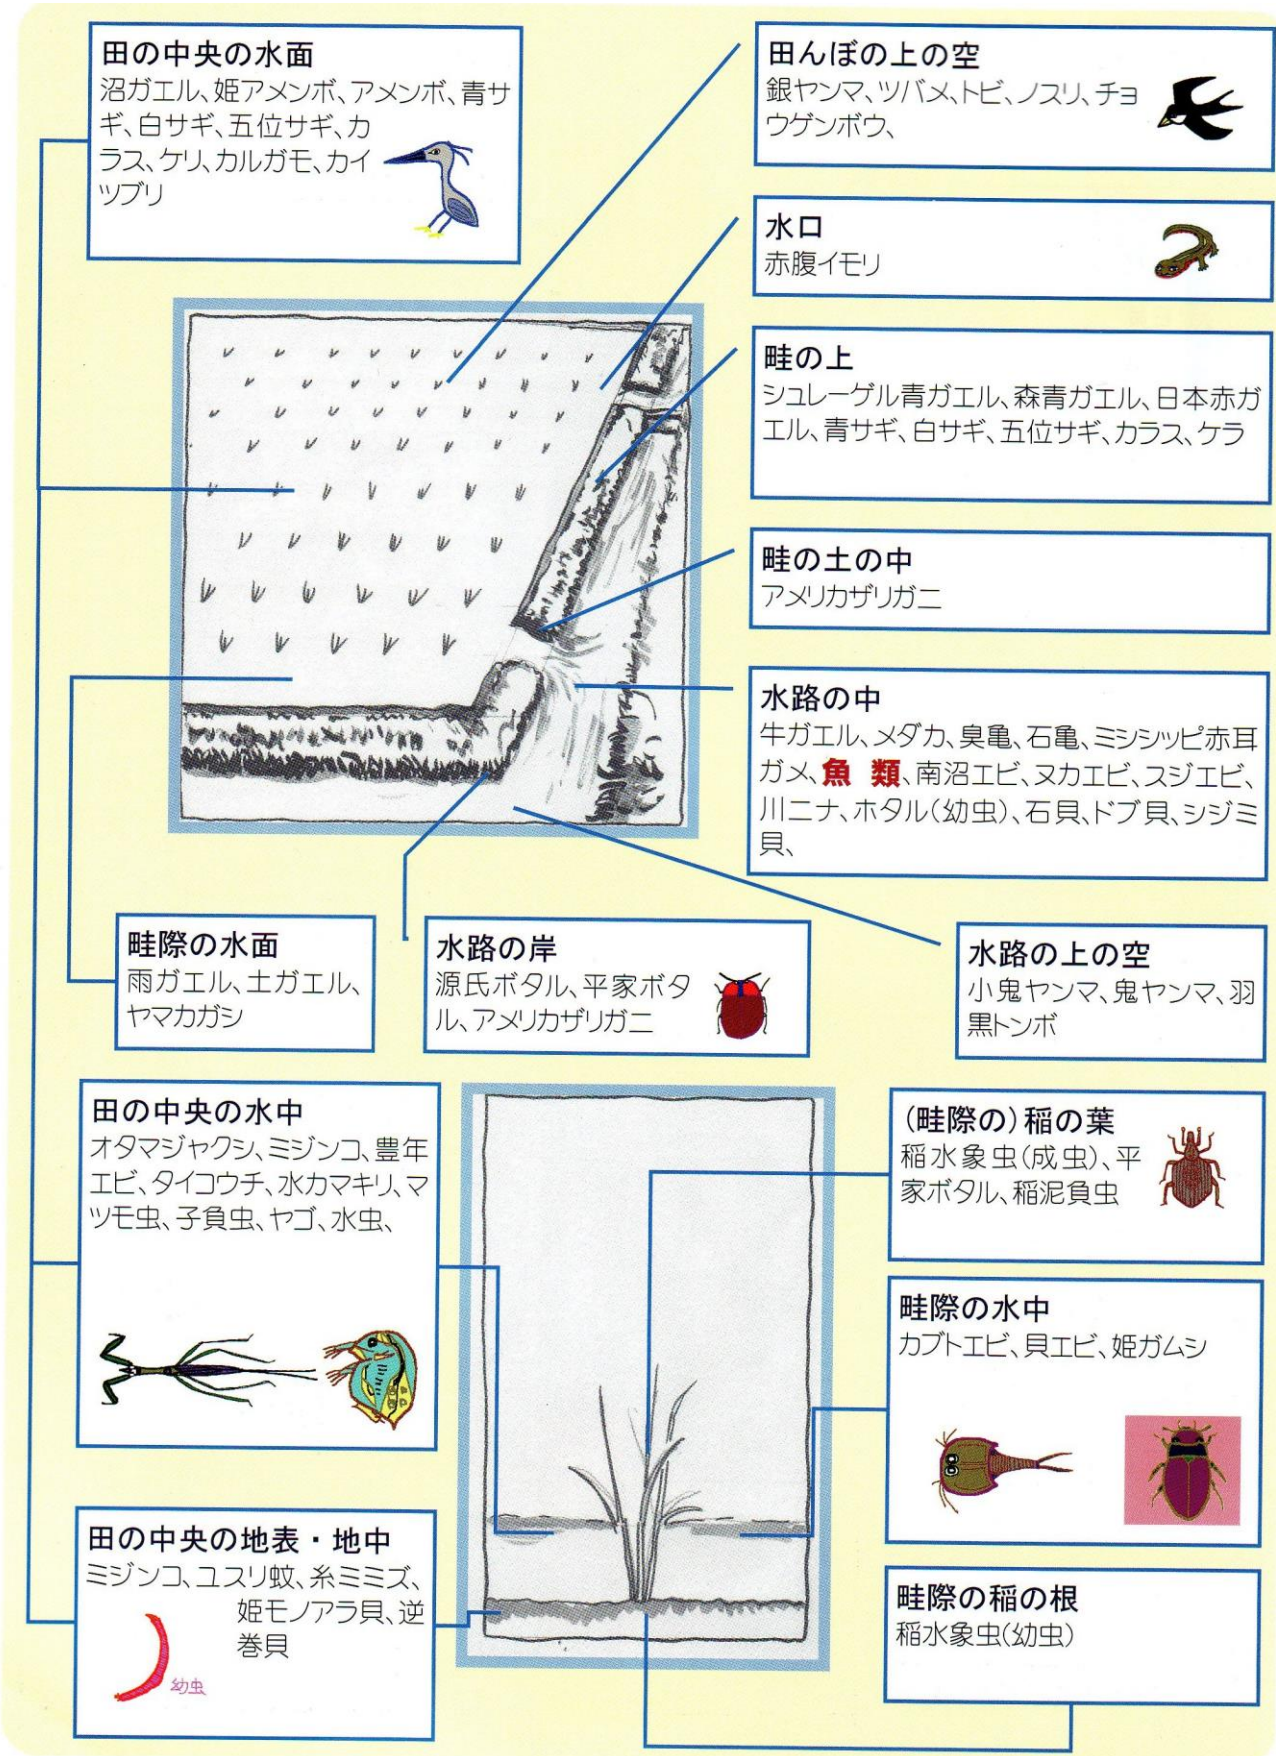 田の中央の水面
沼ガエル、姫アメンボ、アメンボ、青サ
ギ、白サギ、五位サギ、カ
ラス、ケリ、カルガモ、カイ
ツブリ
田んぼの上の空
銀ヤンマ、ツバメ、トビ、ノスリ、チョ
ウゲンボウ、
水口
赤腹イモリ
畦の上
シュレーゲル青ガエル、森青ガエル、日本赤ガ
エル、青サギ、白サギ、五位サギ、カラス、ケラ
畦の土の中
アメリカザリガニ
水路の中
牛ガエル、メダカ、臭亀、石亀、ミシシッピ赤耳
ガメ、魚 類、南沼エビ、ヌカエビ、スジエビ、
川ニナ、ホタル(幼虫)、石貝、ドブ貝、シジミ
貝、
畦際の水面
雨ガエル、土ガエル、
ヤマカガシ
水路の岸
源氏ボタル、平家ボタ
ル、アメリカザリガニ
水路の上の空
小鬼ヤンマ、鬼ヤンマ、羽
黒トンボ
田の中央の水中
オタマジャクシ、ミジンコ、豊年
エビ、タイコウチ、水カマキリ、マ
ツモ虫、子負虫、ヤゴ、水虫、
(畦際の)稲の葉
稲水象虫(成虫)、平
家ボタル、稲泥負虫
畦際の水中
カブトエビ、貝エビ、姫ガムシ
田の中央の地表・地中
ミジンコ、ユスリ蚊、糸ミミズ、
姫モノアラ貝、逆
巻貝
幼虫
畦際の稲の根
稲水象虫(幼虫)